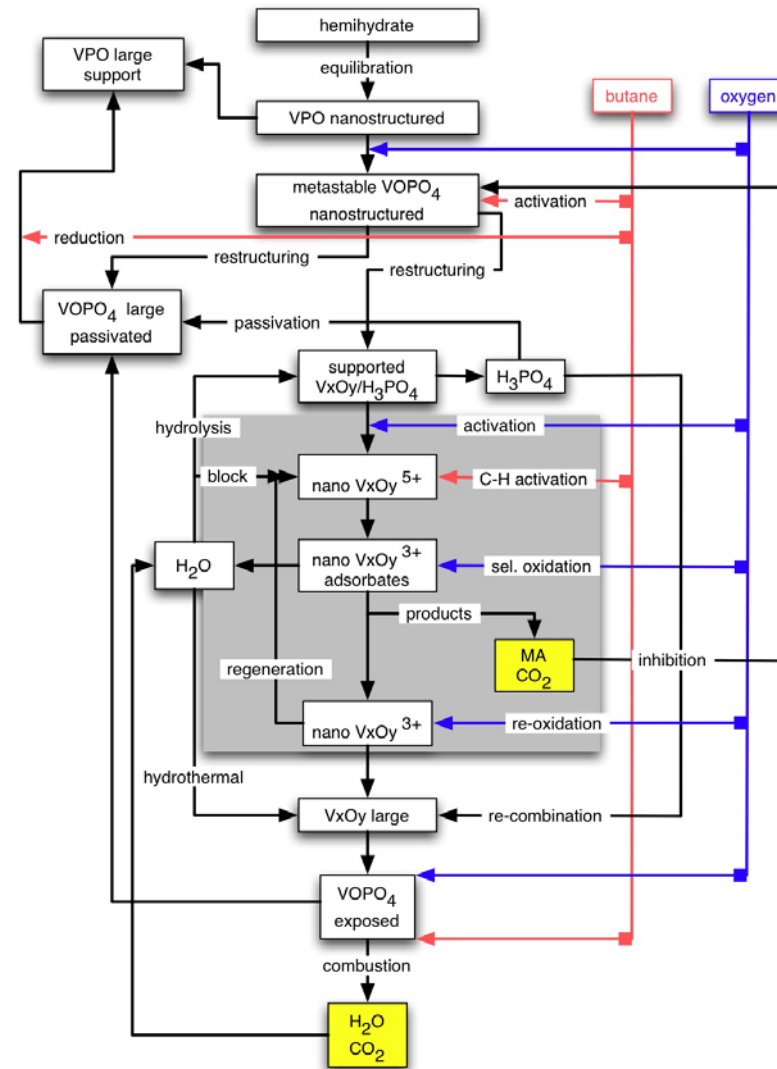 hemihydrate
VPO large
support
equilibration
butane
oxygen
VPO nanostructured
metastable VOPO₄
nanostructured
activation
reduction
restructuring
restructuring
VOPO₄ large
passivated
passivation
supported
VxOy/H₃PO₄
H₃PO₄
hydrolysis
activation
block
nano VxOy ⁵⁺
C-H activation
H₂O
nano VxOy ³⁺
adsorbates
sel. oxidation
products
regeneration
MA
CO₂
inhibition
nano VxOy ³⁺
re-oxidation
hydrothermal
VxOy large
re-combination
VOPO₄
exposed
combustion
H₂O
CO₂